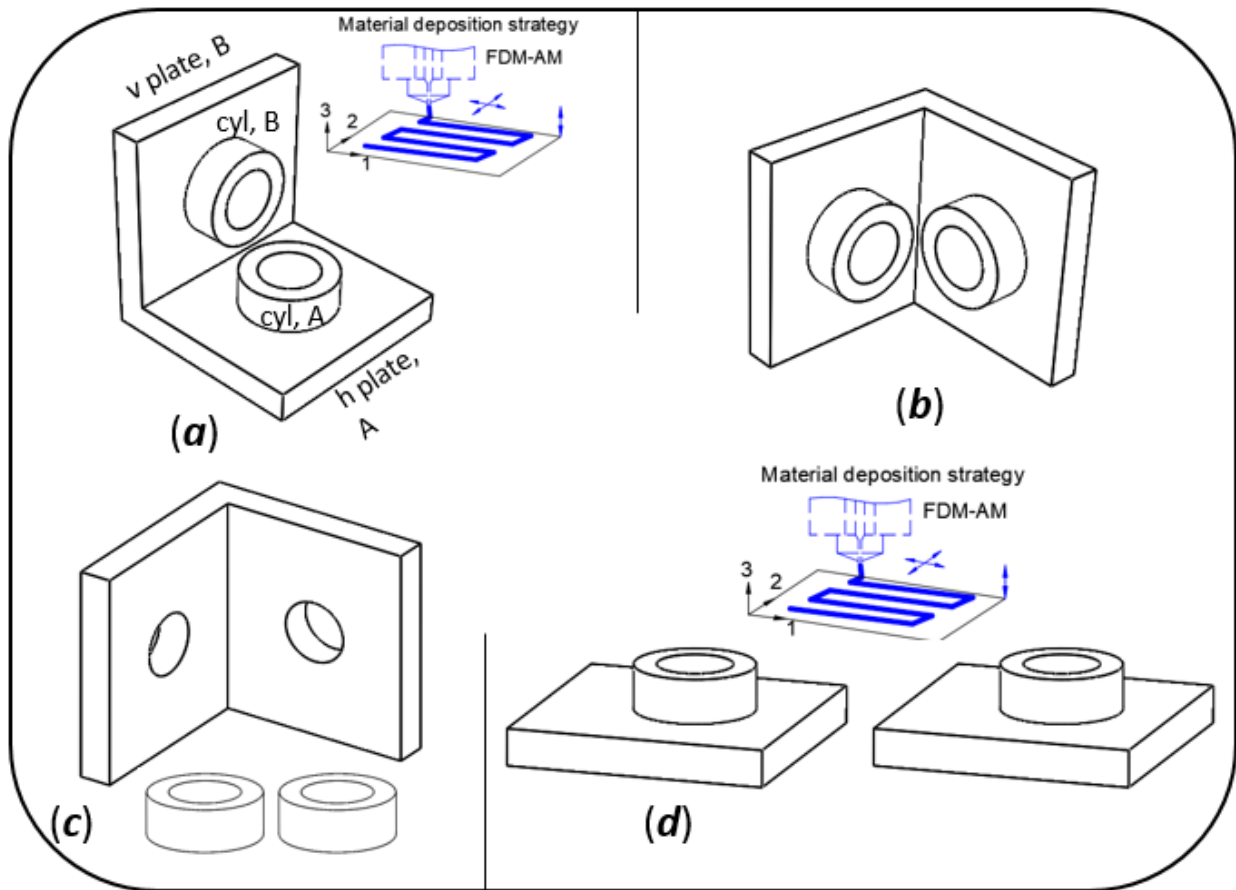 Material deposition strategy
FDM-AM
v plate, B
cyl, B
3
2
1
cyl, A
h plate,
A
(a)
(b)
Material deposition strategy
FDM-AM
3
2
1
(c)
(d)